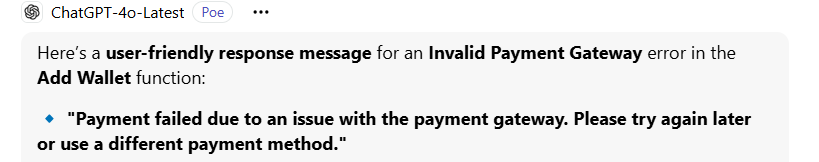 ChatGPT-4o-Latest Poe •••
Here's a user-friendly response message for an Invalid Payment Gateway error in the
Add Wallet function:
🔹 "Payment failed due to an issue with the payment gateway. Please try again later
or use a different payment method."